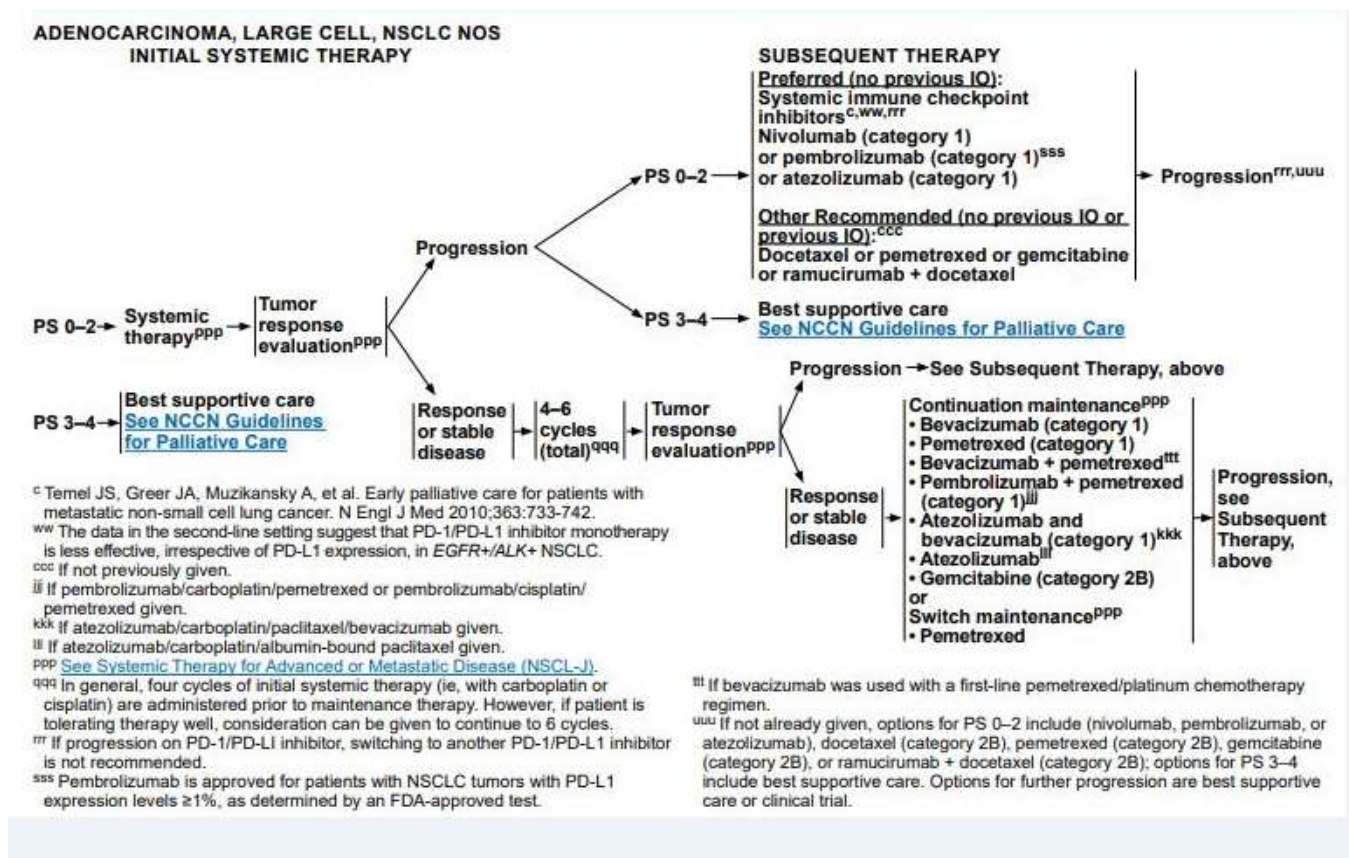 ADENOCARCINOMA, LARGE CELL, NSCLC NOS
INITIAL SYSTEMIC THERAPY
SUBSEQUENT THERAPY
Preferred (no previous IO):
Systemic immune checkpoint
inhibitorsc,ww,rrr
Nivolumab (category 1)
or pembrolizumab (category 1)sss
or atezolizumab (category 1)
Other Recommended (no previous IO or
previous IO):ccc
Docetaxel or pemetrexed or gemcitabine
or ramucirumab + docetaxel
PS 0–2
Progressionrrr,uuu
Progression
PS 3–4
Best supportive care
See NCCN Guidelines for Palliative Care
PS 0–2
Systemic
therapyppp
Tumor
response
evaluationppp
PS 3–4
Best supportive care
See NCCN Guidelines
for Palliative Care
Response
or stable
disease
4–6
cycles
(total)qqq
Tumor
response
evaluationppp
Progression
See Subsequent Therapy, above
Response
or stable
disease
Continuation maintenanceppp
• Bevacizumab (category 1)
• Pemetrexed (category 1)
• Bevacizumab + pemetrexedttt
• Pembrolizumab + pemetrexed
(category 1)jjj
• Atezolizumab and
bevacizumab (category 1)kkk
• Atezolizumablll
• Gemcitabine (category 2B)
or
Switch maintenanceppp
• Pemetrexed
Progression,
see
Subsequent
Therapy,
above
c Temel JS, Greer JA, Muzikansky A, et al. Early palliative care for patients with
metastatic non-small cell lung cancer. N Engl J Med 2010;363:733-742.
ww The data in the second-line setting suggest that PD-1/PD-L1 inhibitor monotherapy
is less effective, irrespective of PD-L1 expression, in EGFR+/ALK+ NSCLC.
ccc If not previously given.
jjj If pembrolizumab/carboplatin/pemetrexed or pembrolizumab/cisplatin/
pemetrexed given.
kkk If atezolizumab/carboplatin/paclitaxel/bevacizumab given.
lll If atezolizumab/carboplatin/albumin-bound paclitaxel given.
ppp See Systemic Therapy for Advanced or Metastatic Disease (NSCL-J).
qqq In general, four cycles of initial systemic therapy (ie, with carboplatin or
cisplatin) are administered prior to maintenance therapy. However, if patient is
tolerating therapy well, consideration can be given to continue to 6 cycles.
rrr If progression on PD-1/PD-LI inhibitor, switching to another PD-1/PD-L1 inhibitor
is not recommended.
sss Pembrolizumab is approved for patients with NSCLC tumors with PD-L1
expression levels ≥1%, as determined by an FDA-approved test.
ttt If bevacizumab was used with a first-line pemetrexed/platinum chemotherapy
regimen.
uuu If not already given, options for PS 0–2 include (nivolumab, pembrolizumab, or
atezolizumab), docetaxel (category 2B), pemetrexed (category 2B), gemcitabine
(category 2B), or ramucirumab + docetaxel (category 2B); options for PS 3–4
include best supportive care. Options for further progression are best supportive
care or clinical trial.